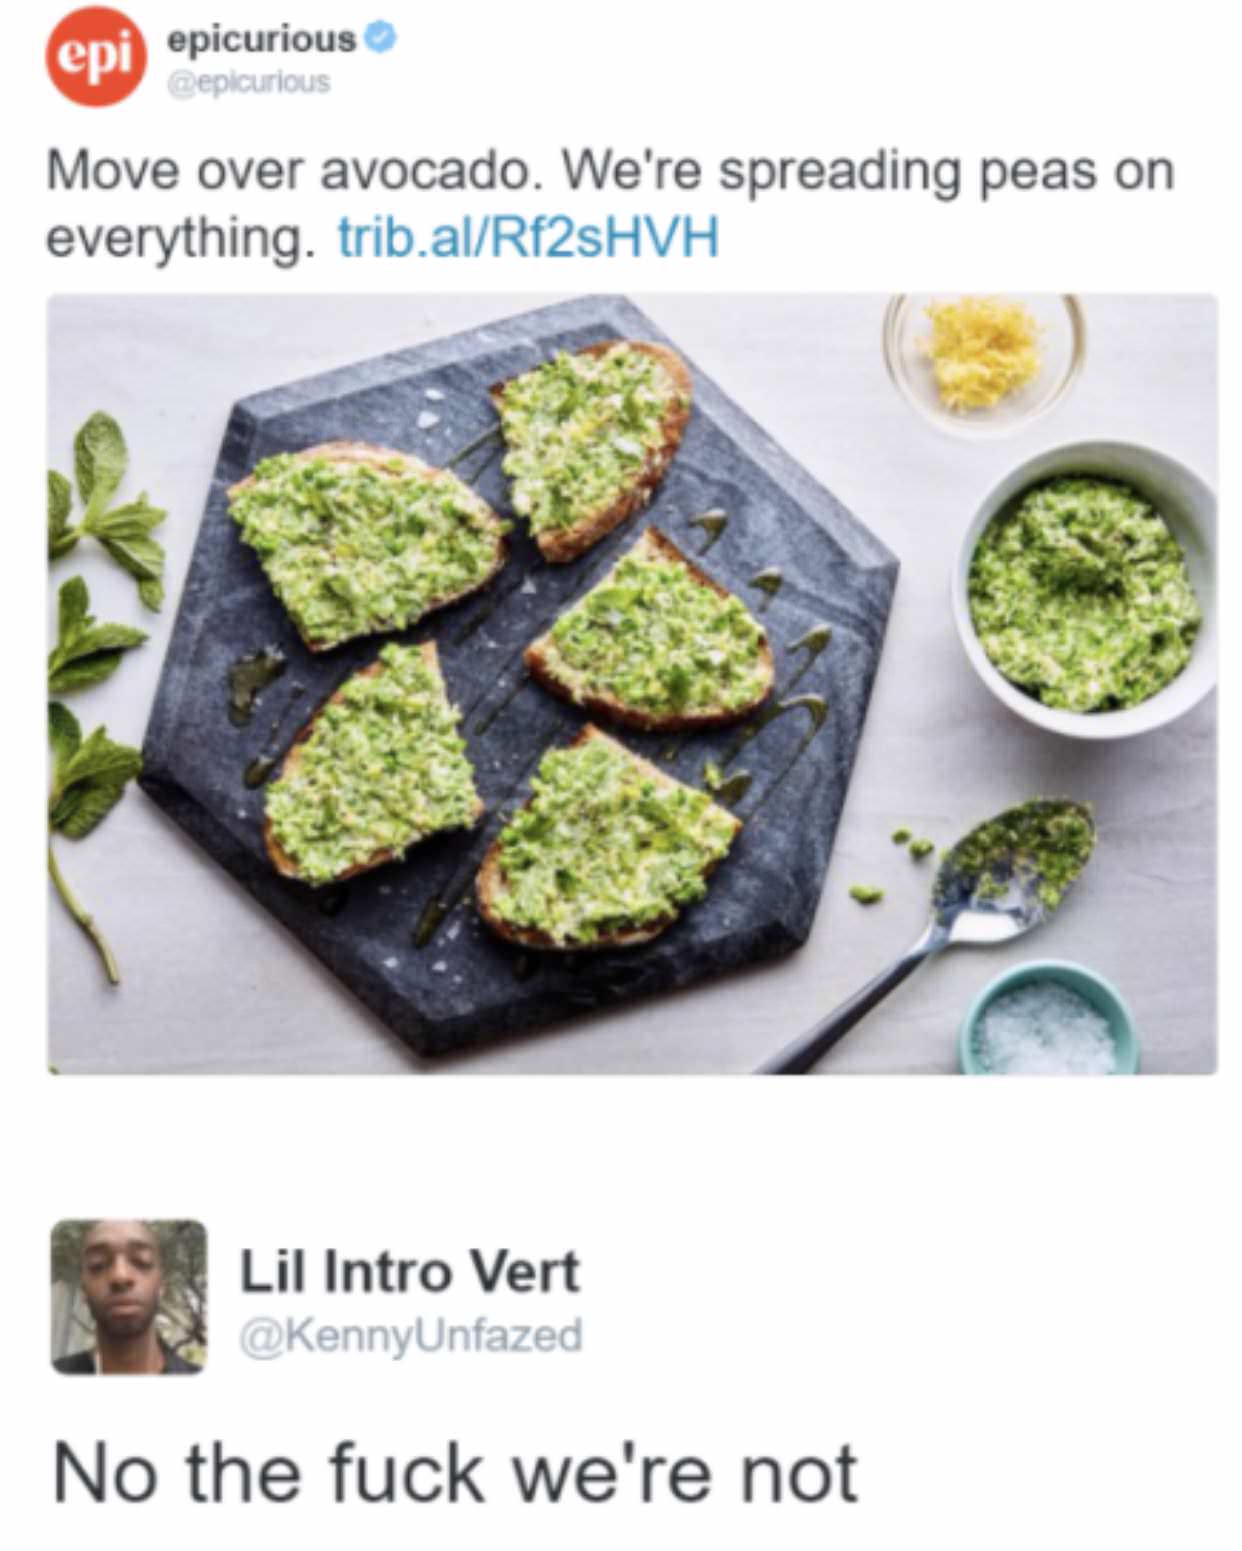 epi
epicurious
@epicurious
Move over avocado. We're spreading peas on
everything. trib.al/Rf2sHVH
Lil Intro Vert
@KennyUnfazed
No the fuck we're not